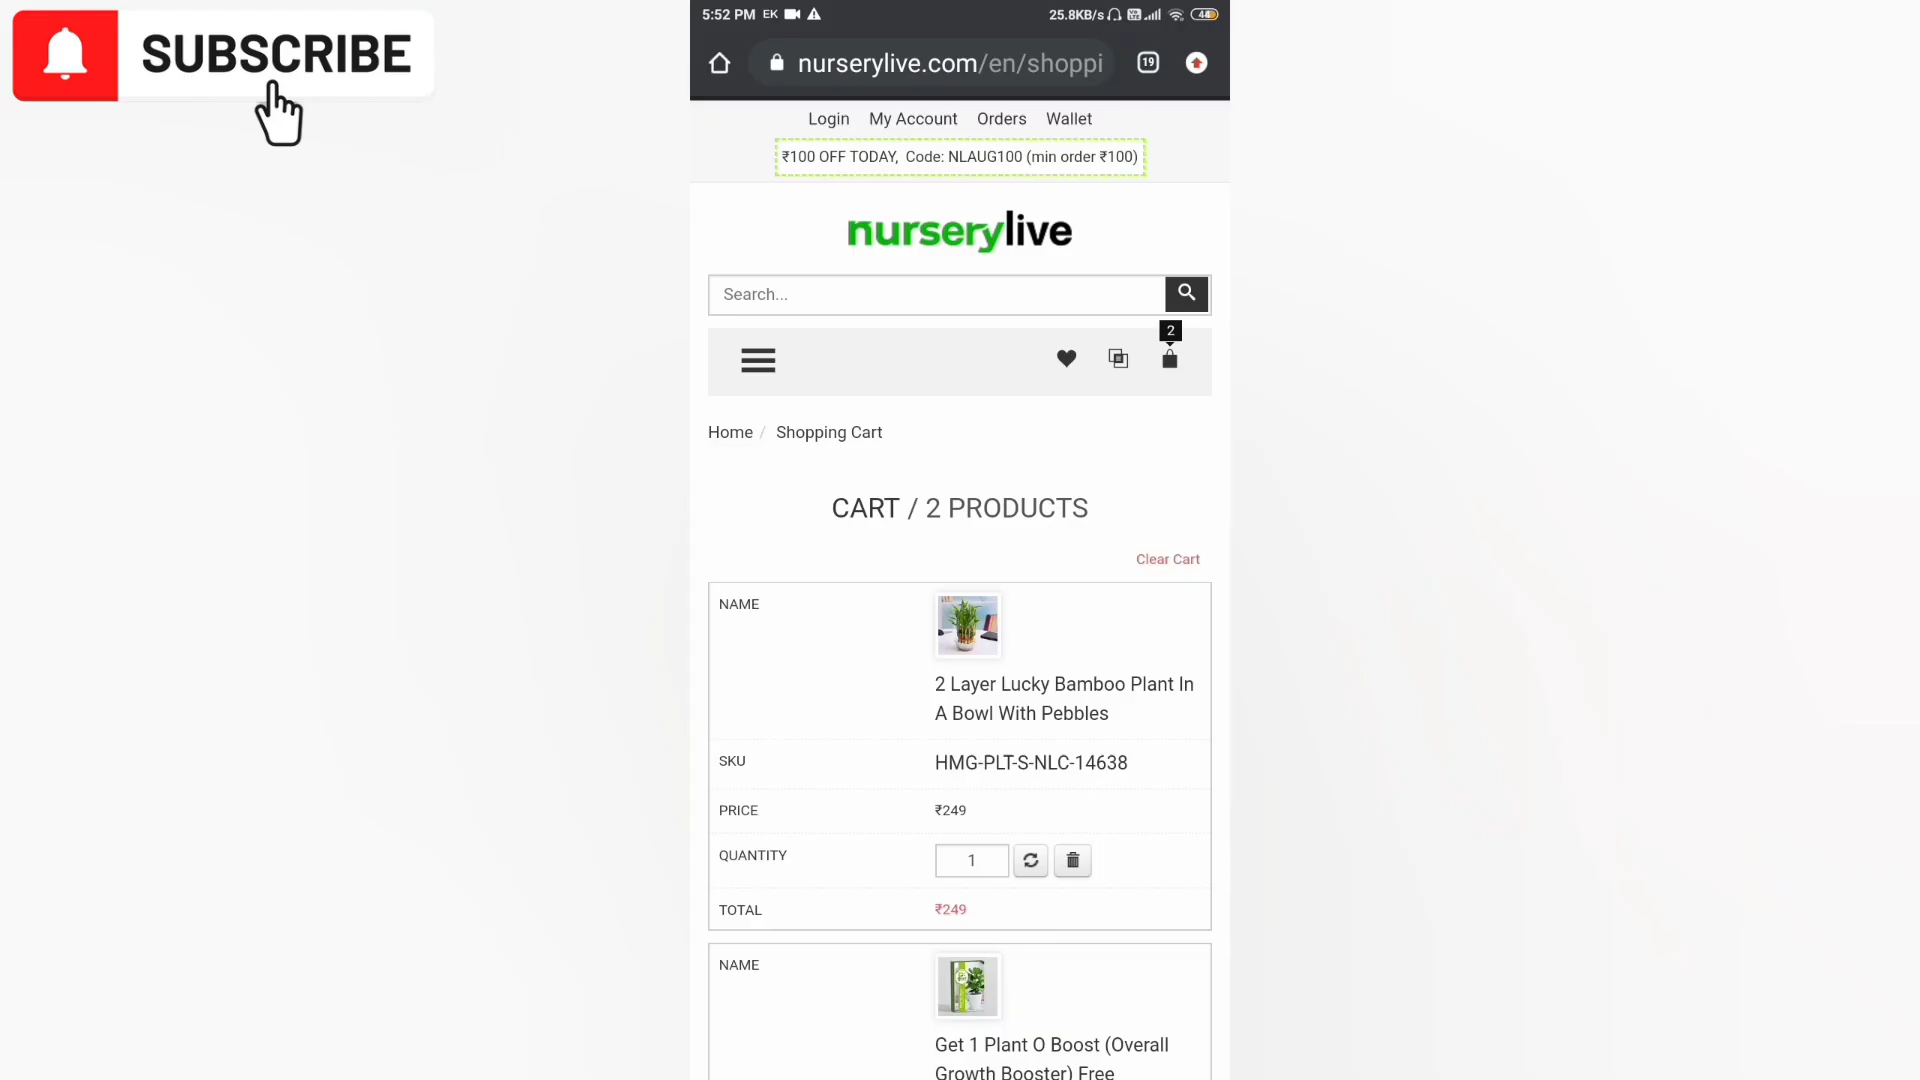 SUBSCRIBE
5:52 PM EK 25.8KB/s 44
nurserylive.com/en/shoppi 19
Login My Account Orders Wallet
₹100 OFF TODAY, Code: NLAUG100 (min order ₹100)
nurserylive
Search...
2
Home / Shopping Cart
CART / 2 PRODUCTS
Clear Cart
NAME
2 Layer Lucky Bamboo Plant In
A Bowl With Pebbles
SKU HMG-PLT-S-NLC-14638
PRICE ₹249
QUANTITY 1
TOTAL ₹249
NAME
Get 1 Plant O Boost (Overall
Growth Booster) Free